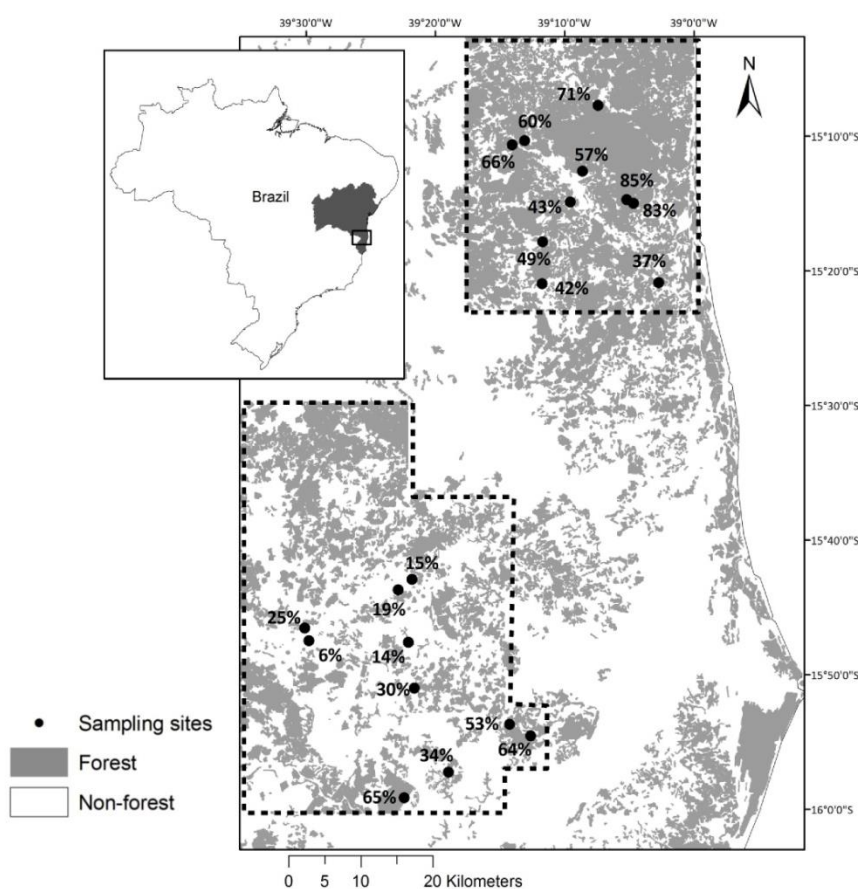 39°30'0"W 39°20'0"W 39°10'0"W 39°0'0"W
N
Brazil
71%
60%
66%
57%
85%
83%
43%
49%
42%
37%
15°10'0"S
15°20'0"S
15°30'0"S
15°40'0"S
15°50'0"S
16°0'0"S
15%
19%
25%
6%
14%
30%
53%
64%
34%
65%
Sampling sites
Forest
Non-forest
0 5 10 20 Kilometers